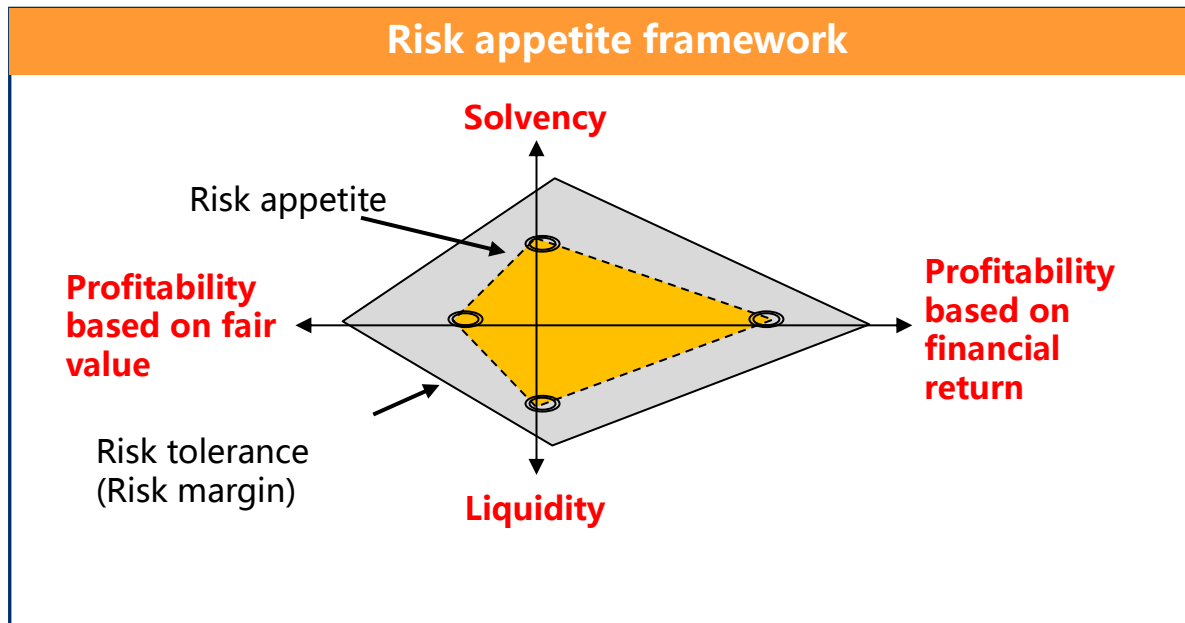 Risk appetite framework
Solvency
Risk appetite
Profitability
based on fair
value
Profitability
based on
financial
return
Risk tolerance
(Risk margin)
Liquidity